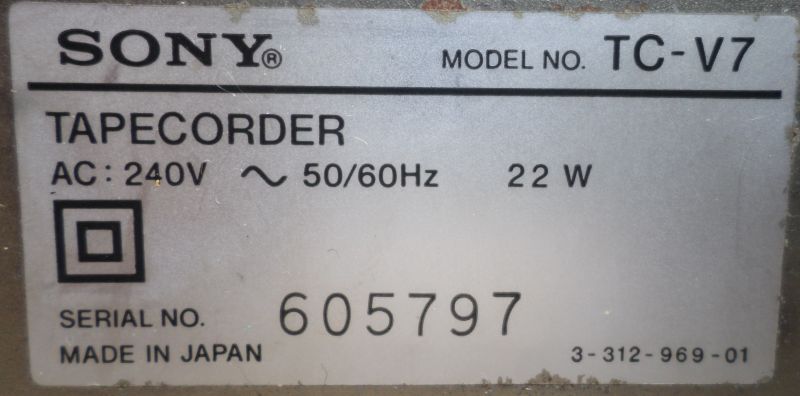 SONY® MODEL NO. TC-V7
TAPECORDER
AC: 240V ~ 50/60Hz 22 W
SERIAL NO. 605797
MADE IN JAPAN 3-312-969-01